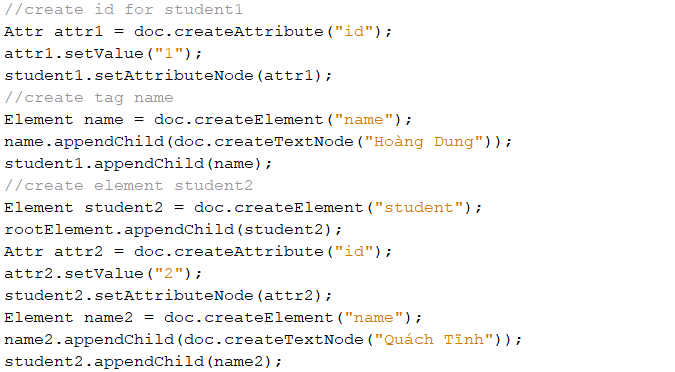 //create id for student1
Attr attr1 = doc.createAttribute("id");
attr1.setValue("1");
student1.setAttributeNode(attr1);
//create tag name
Element name = doc.createElement("name");
name.appendChild(doc.createTextNode("Hoàng Dung"));
student1.appendChild(name);
//create element student2
Element student2 = doc.createElement("student");
rootElement.appendChild(student2);
Attr attr2 = doc.createAttribute("id");
attr2.setValue("2");
student2.setAttributeNode(attr2);
Element name2 = doc.createElement("name");
name2.appendChild(doc.createTextNode("Quách Tĩnh"));
student2.appendChild(name2);